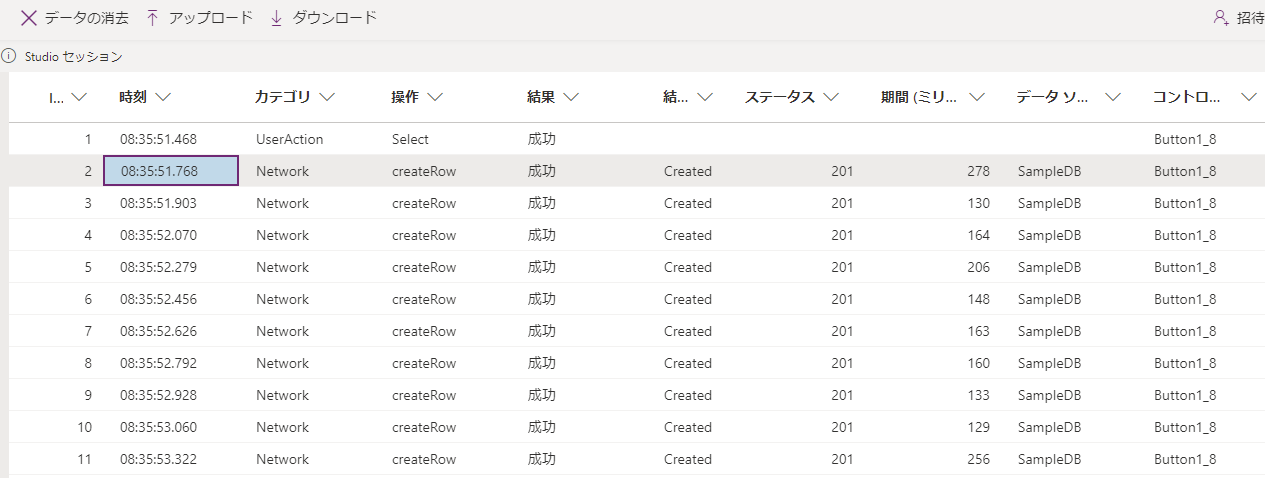 データの消去 アップロード ダウンロード 招待
Studio セッション
I... 時刻 カテゴリ 操作 結果 結... ステータス 期間 (ミリ... データ ソ... コントロ...
1 08:35:51.468 UserAction Select 成功 Button1_8
2 08:35:51.768 Network createRow 成功 Created 201 278 SampleDB Button1_8
3 08:35:51.903 Network createRow 成功 Created 201 130 SampleDB Button1_8
4 08:35:52.070 Network createRow 成功 Created 201 164 SampleDB Button1_8
5 08:35:52.279 Network createRow 成功 Created 201 206 SampleDB Button1_8
6 08:35:52.456 Network createRow 成功 Created 201 148 SampleDB Button1_8
7 08:35:52.626 Network createRow 成功 Created 201 163 SampleDB Button1_8
8 08:35:52.792 Network createRow 成功 Created 201 160 SampleDB Button1_8
9 08:35:52.928 Network createRow 成功 Created 201 133 SampleDB Button1_8
10 08:35:53.060 Network createRow 成功 Created 201 129 SampleDB Button1_8
11 08:35:53.322 Network createRow 成功 Created 201 256 SampleDB Button1_8